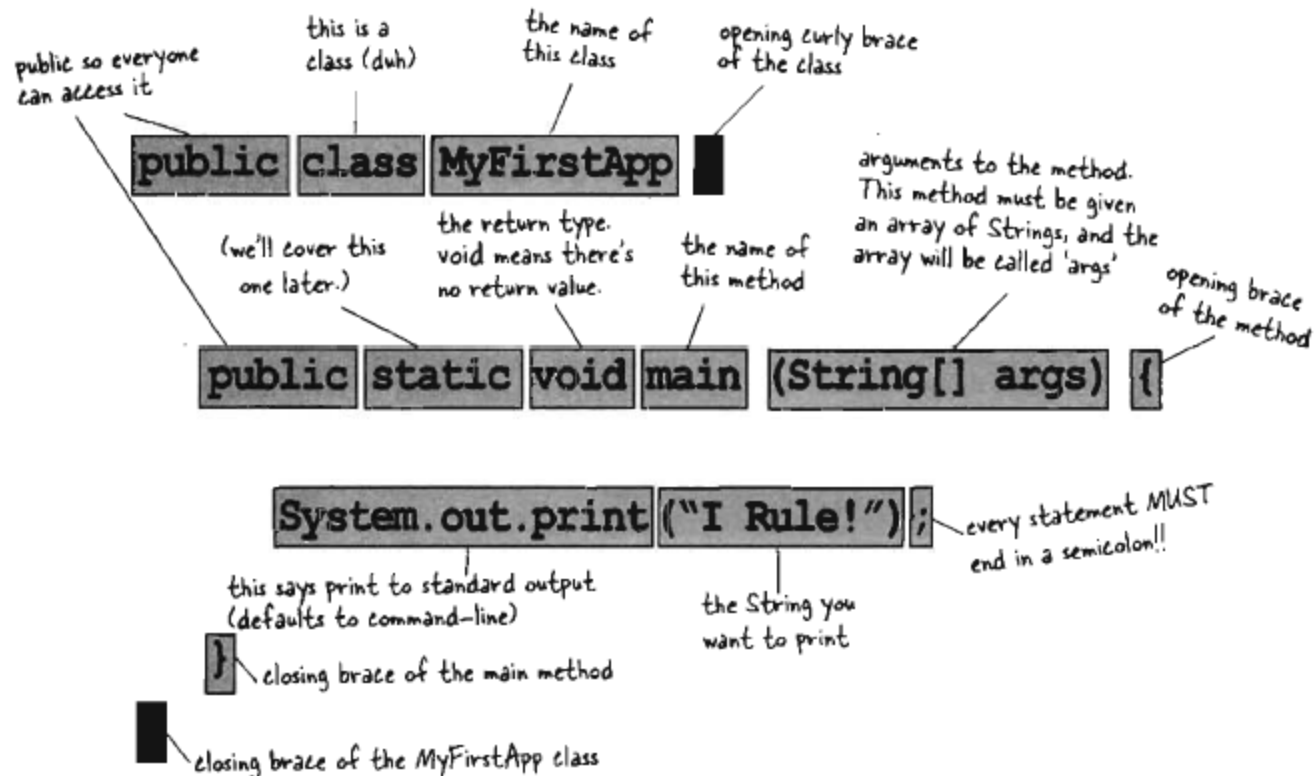 public so everyone
can access it
this is a
class (duh)
the name of
this class
opening curly brace
of the class
public class MyFirstApp
(we'll cover this
one later.)
the return type.
void means there's
no return value.
the name of
this method
arguments to the method.
This method must be given
an array of Strings, and the
array will be called 'args'
opening brace
of the method
public static void main (String[] args) {
System.out.print("I Rule!");
every statement MUST
end in a semicolon!!
this says print to standard output
(defaults to command-line)
the String you
want to print
}
closing brace of the main method
closing brace of the MyFirstApp class